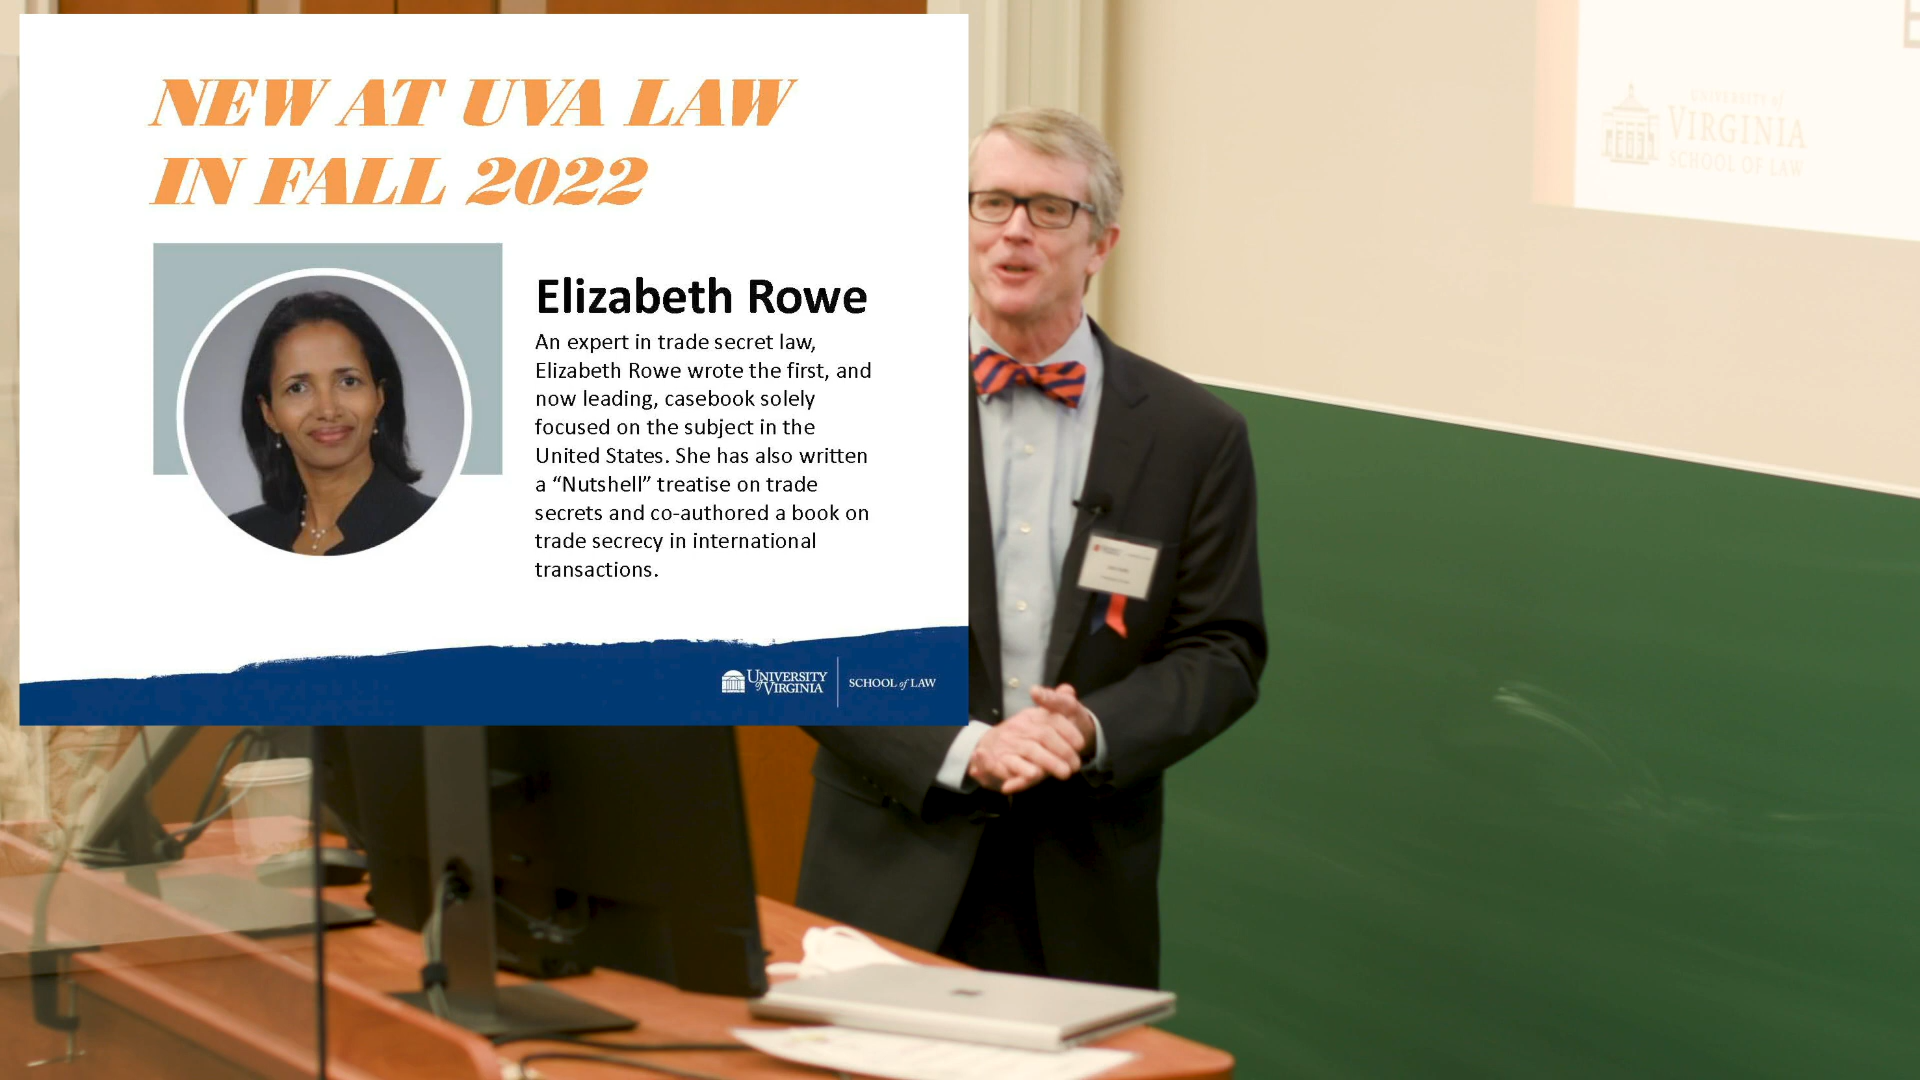 NEW AT UVA LAW
IN FALL 2022
Elizabeth Rowe
An expert in trade secret law,
Elizabeth Rowe wrote the first, and
now leading, casebook solely
focused on the subject in the
United States. She has also written
a “Nutshell” treatise on trade
secrets and co-authored a book on
trade secrecy in international
transactions.
UNIVERSITY
of VIRGINIA
SCHOOL of LAW
UNIVERSITY of
VIRGINIA
SCHOOL OF LAW